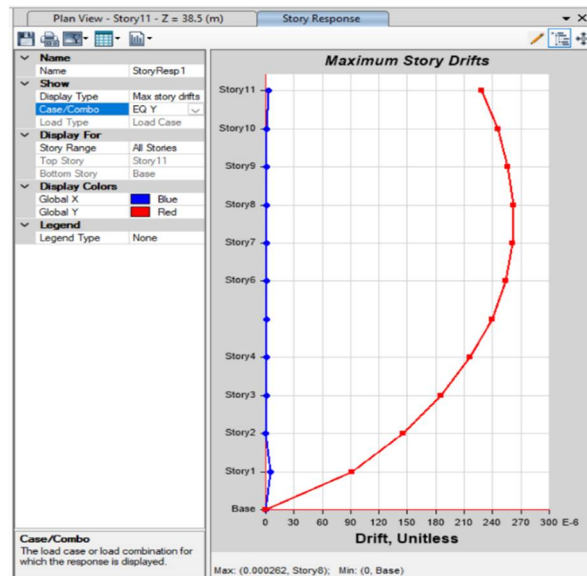 Plan View - Story11 - Z = 38.5 (m)
Story Response
Name
Name StoryResp1
Show
Display Type Max story drifts
Case/Combo EQ Y
Load Type Load Case
Display For
Story Range All Stories
Top Story Story11
Bottom Story Base
Display Colors
Global X Blue
Global Y Red
Legend
Legend Type None
Case/Combo
The load case or load combination for
which the response is displayed.
Maximum Story Drifts
Story11
Story10
Story9
Story8
Story7
Story6
Story4
Story3
Story2
Story1
Base
0 30 60 90 120 150 180 210 240 270 300 E-6
Drift, Unitless
Max: (0.000262, Story8); Min: (0, Base)